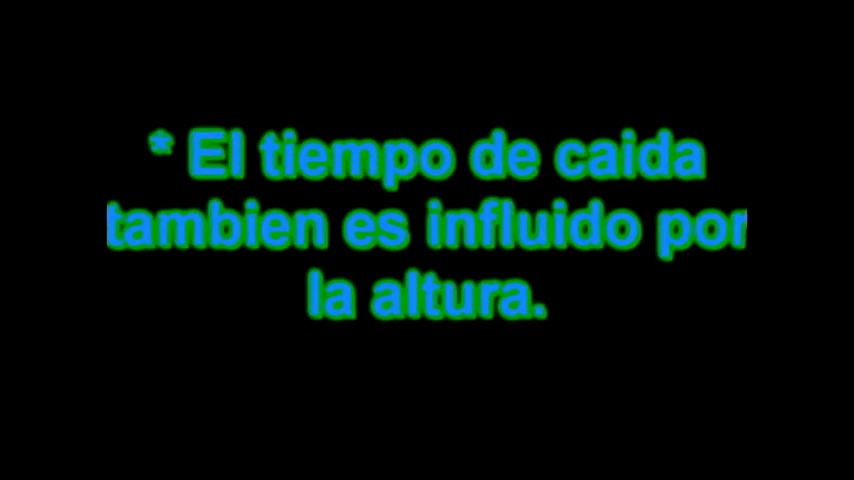 * El tiempo de caida
tambien es influido por
la altura.